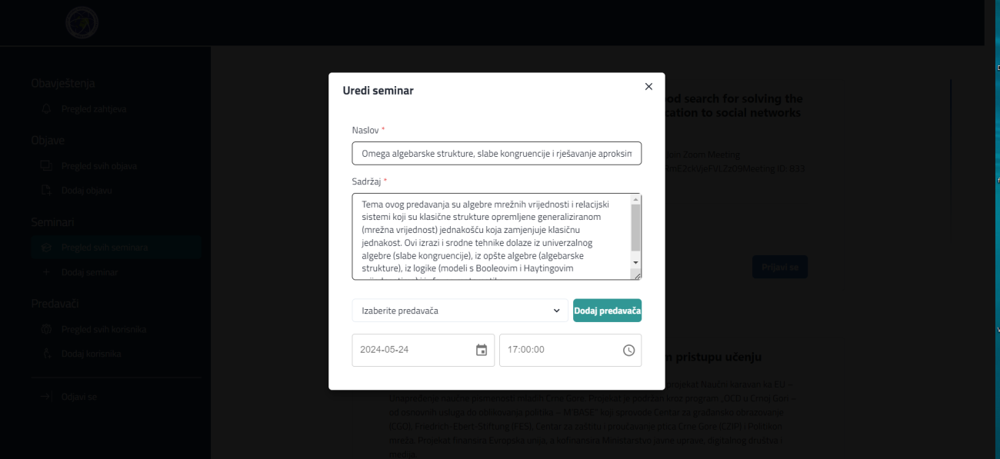 Obavještenja
Pregled zahtjeva
Objave
Pregled svih objava
Dodaj objavu
Seminari
Pregled svih seminara
Dodaj seminar
Predavači
Pregled svih korisnika
Dodaj korisnika
Odjavi se
Uredi seminar
Naslov *
Omega algebarske strukture, slabe kongruencije i rješavanje aproksim
Sadržaj *
Tema ovog predavanja su algebre mrežnih vrijednosti i relacijski
sistemi koji su klasične strukture opremljene generaliziranom
(mrežna vrijednost) jednakošću koja zamjenjuje klasičnu
jednakost. Ovi izrazi i srodne tehnike dolaze iz univerzalnog
algebre (slabe kongruencije), iz opšte algebre (algebarske
strukture), iz logike (modeli s Booleovim i Haytingovim
Izaberite predavača
Dodaj predavača
2024-05-24
17:00:00
od search for solving the
cation to social networks
Join Zoom Meeting
Meeting ID: 833
Prijavi se
m pristupu učenju
projekat Naučni karavan ka EU –
Unapređenje naučne pismenosti mladih Crne Gore. Projekat je podržan kroz program „OCD u Crnoj Gori –
od osnovnih usluga do oblikovanja politika – M'BASE" koji sprovode Centar za građansko obrazovanje
(CGO), Friedrich-Ebert-Stiftung (FES), Centar za zaštitu i proučavanje ptica Crne Gore (CZIP) i Politikon
mreža. Projekat finansira Evropska unija, a kofinansira Ministarstvo javne uprave, digitalnog društva i
medija.